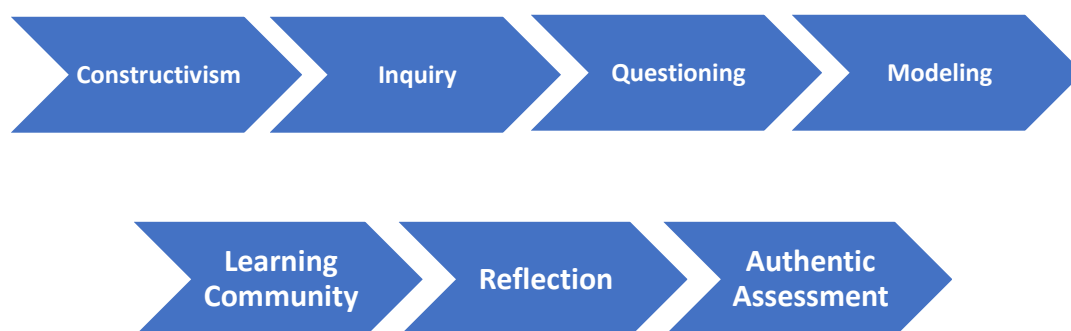 Constructivism
Inquiry
Questioning
Modeling
Learning
Community
Reflection
Authentic
Assessment